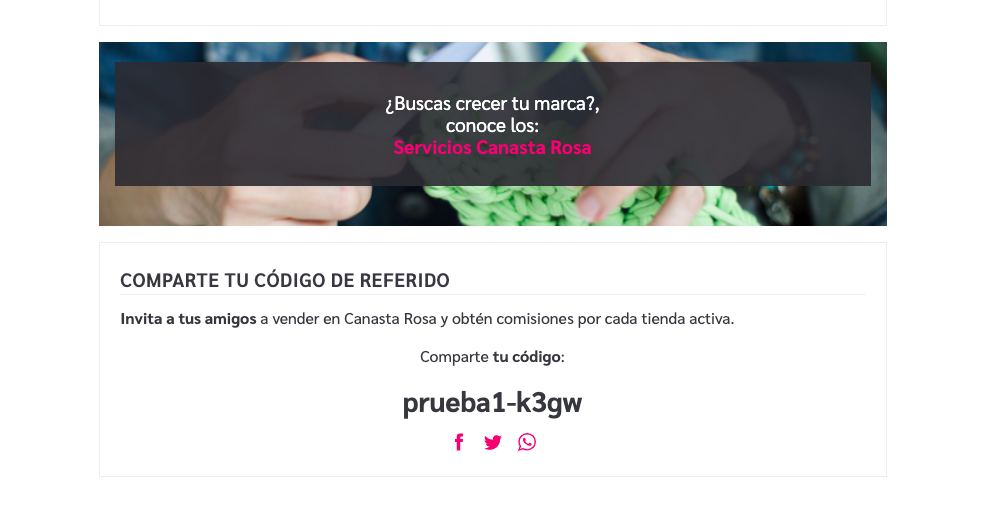 ¿Buscas crecer tu marca?,
conoce los:
Servicios Canasta Rosa
COMPARTE TU CÓDIGO DE REFERIDO
Invita a tus amigos a vender en Canasta Rosa y obtén comisiones por cada tienda activa.
Comparte tu código:
prueba1-k3gw